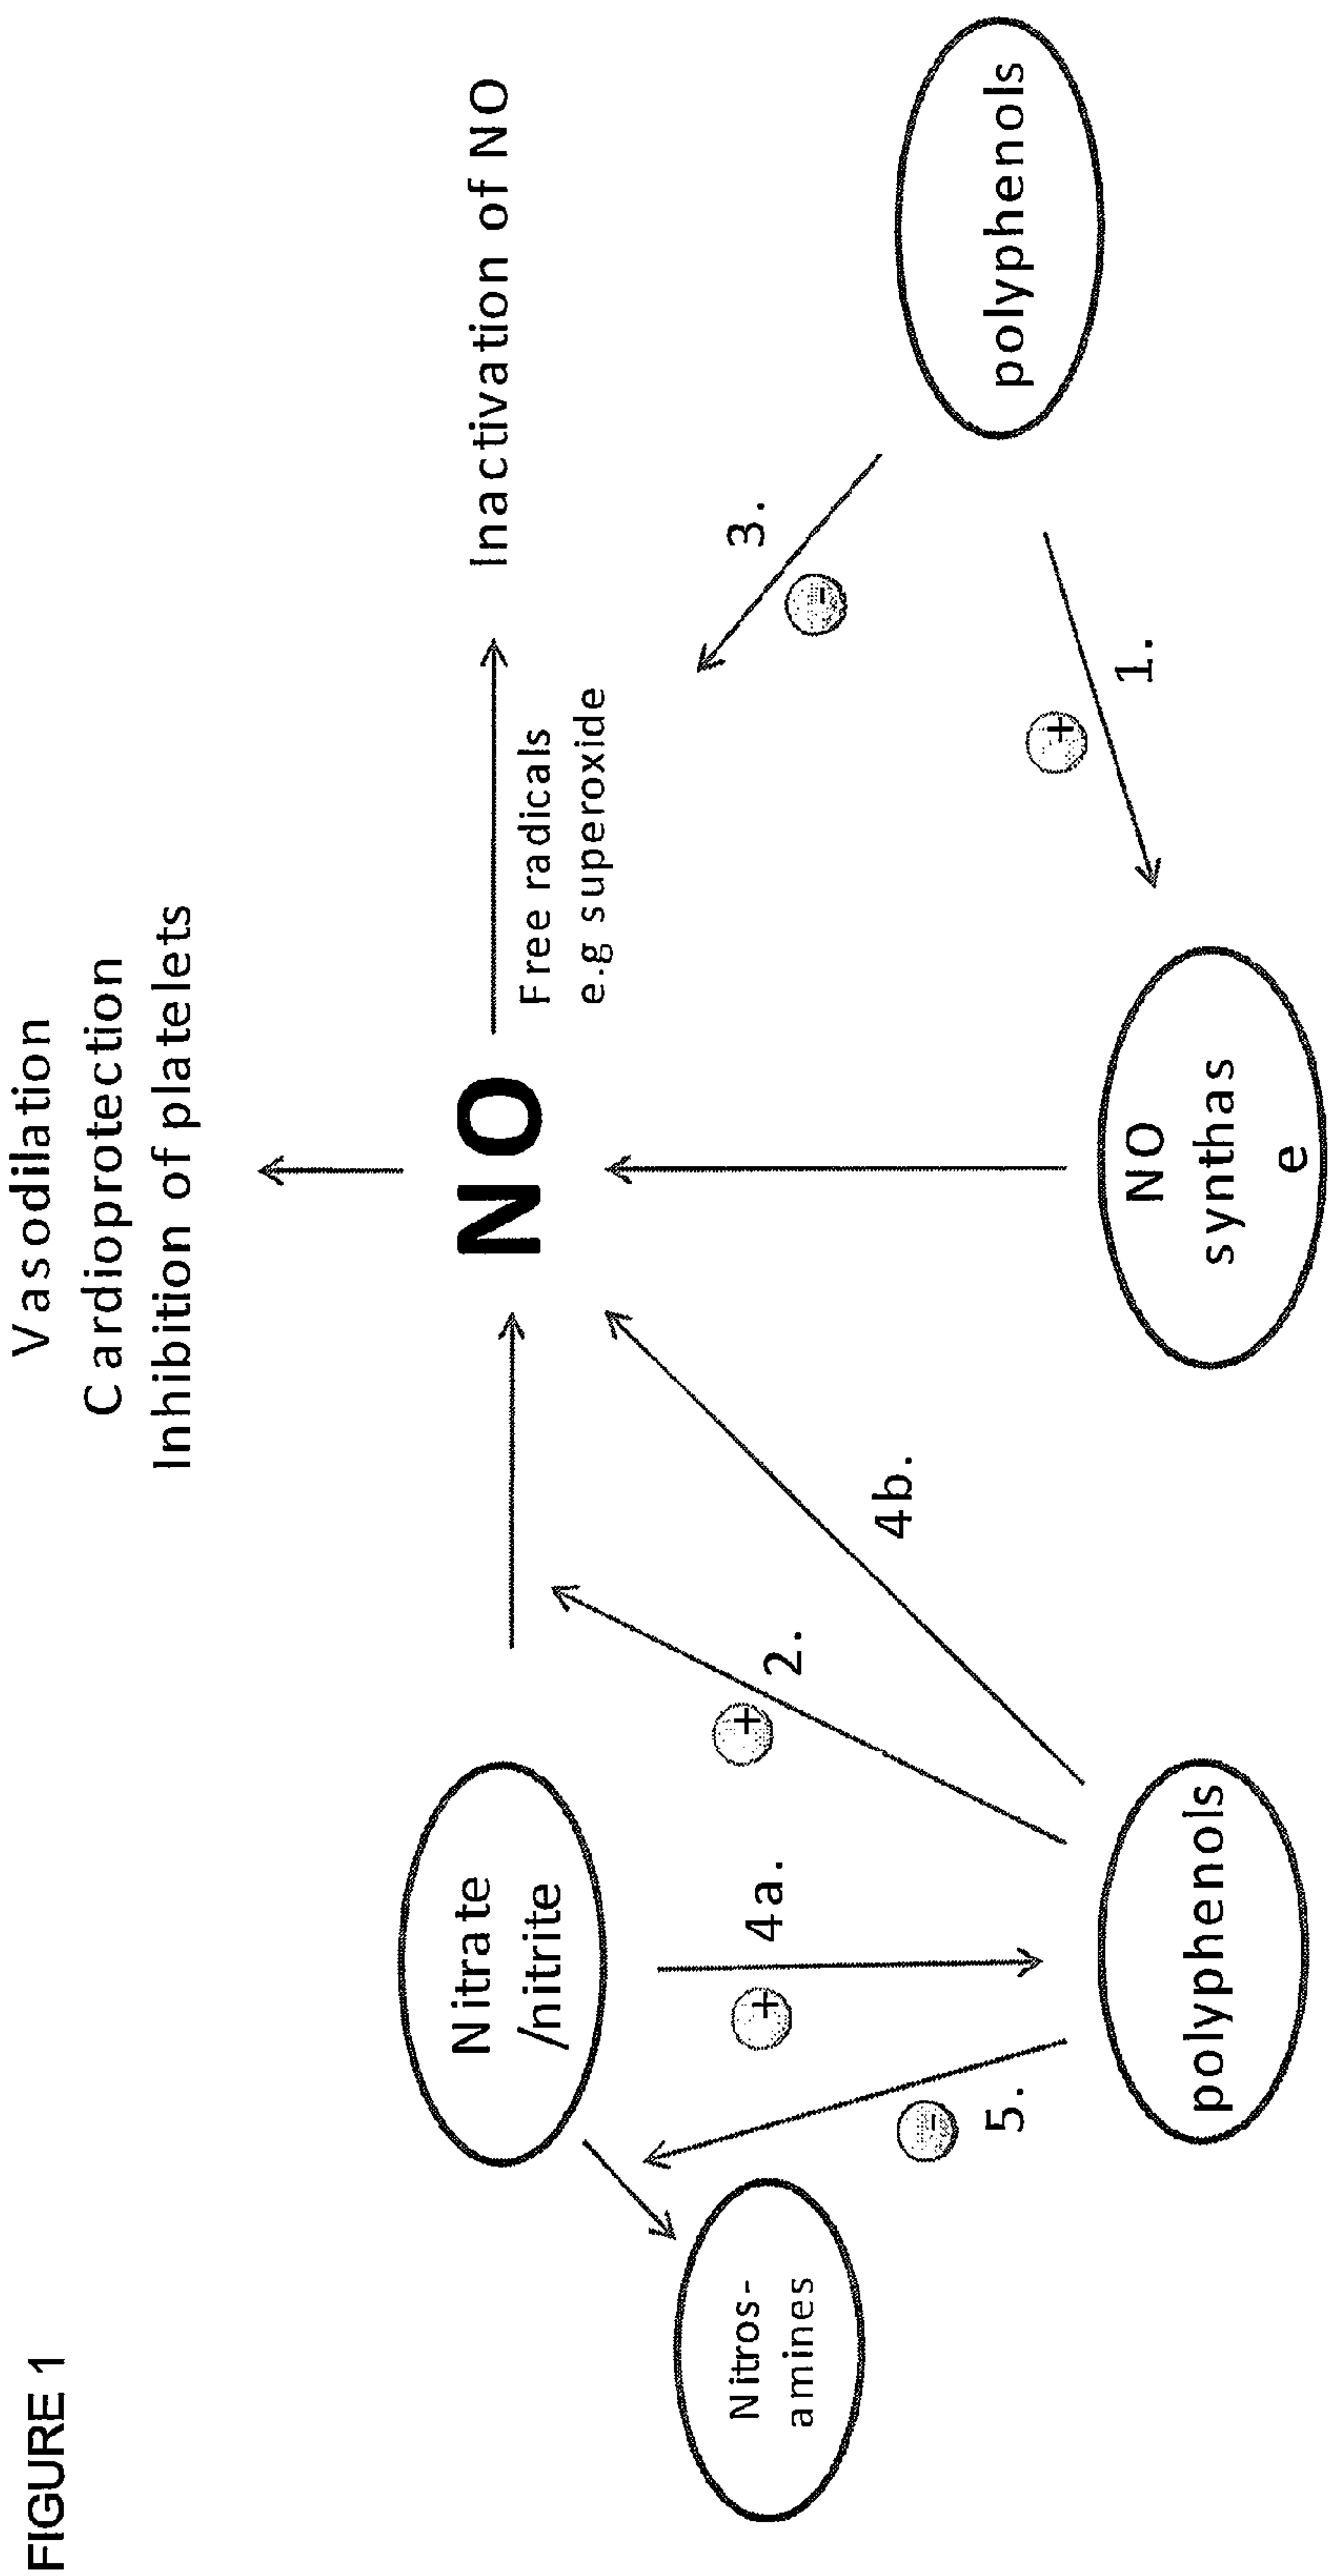 FIGURE 1
Vasodilation
Cardioprotection
Inhibition of platelets
Nitrate
/nitrite
NO
Inactivation of NO
Free radicals
e.g superoxide
Nitros-
amines
4a.
2.
4b.
3.
5.
1.
+
+
+
-
-
polyphenols
NO
synthas
e
polyphenols